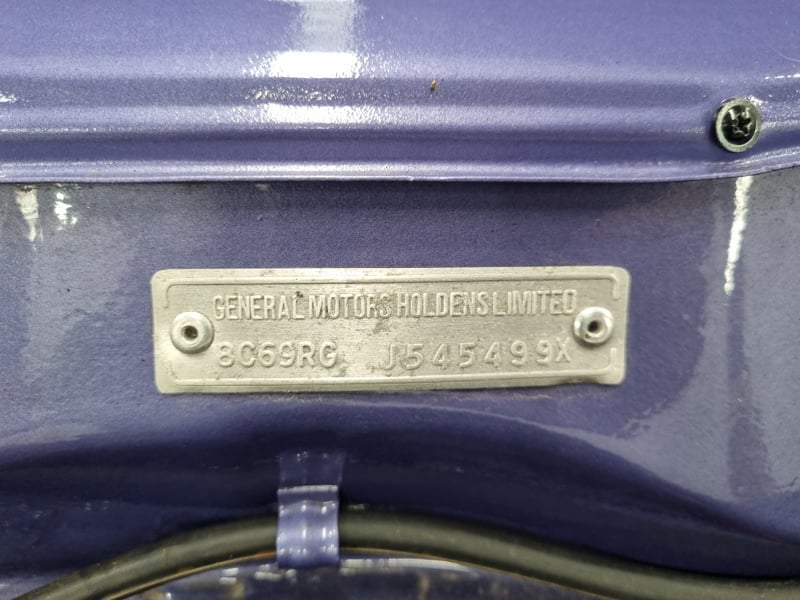 GENERAL MOTORS HOLDENS LIMITED
8C69RG J545499X